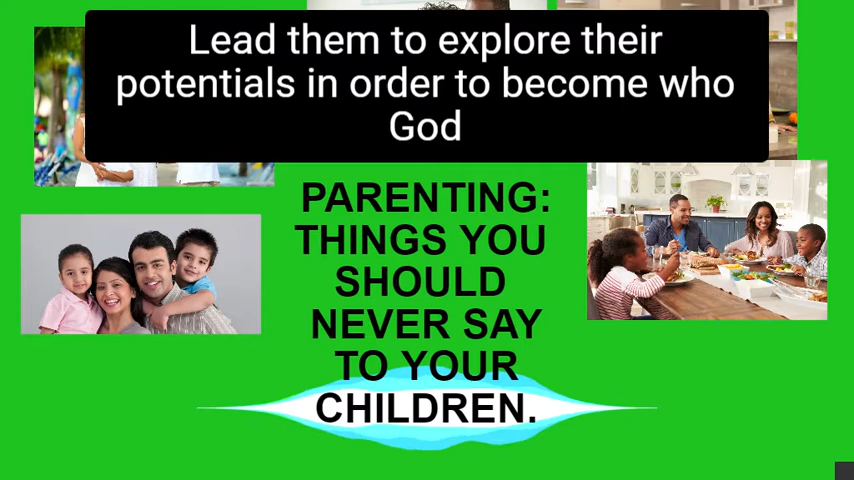 Lead them to explore their
potentials in order to become who
God
PARENTING:
THINGS YOU
SHOULD
NEVER SAY
TO YOUR
CHILDREN.